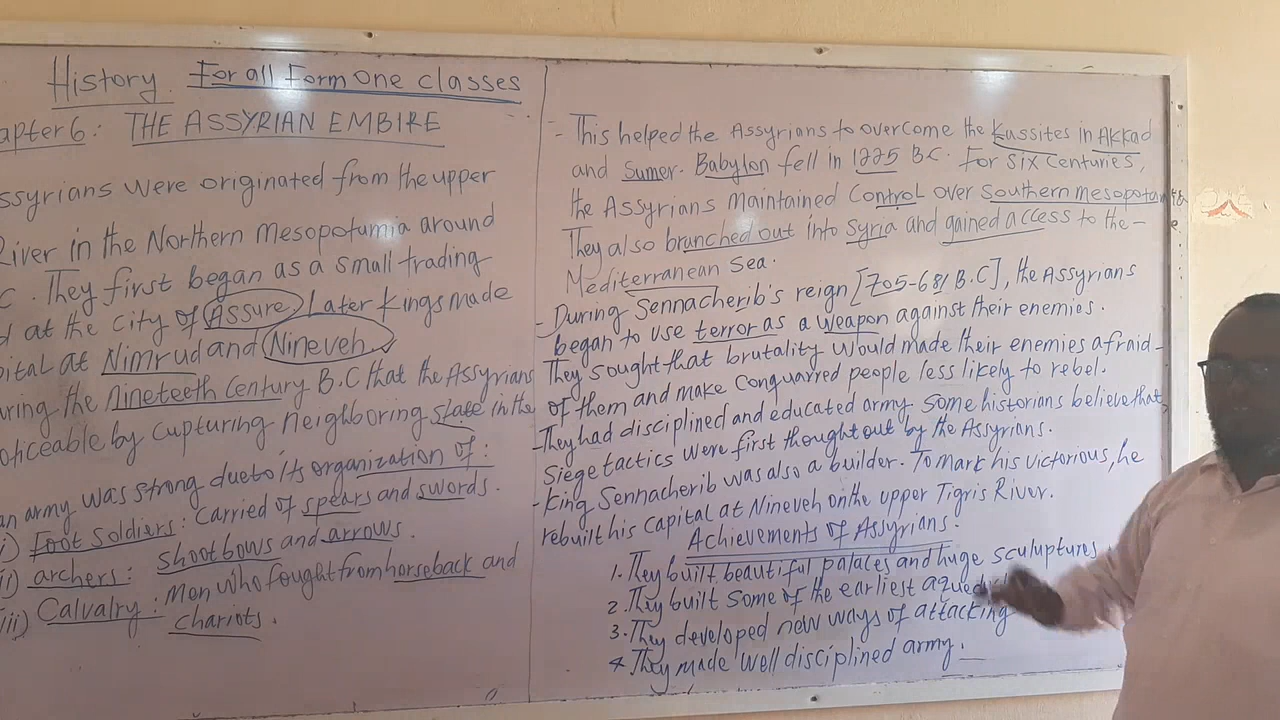 History For all Form One classes
apter 6: THE ASSYRIAN EMBIRE
ssyrians were originated from the upper
River in the Northern Mesopotamia around
C. They first began as a small trading
d at the city of Assure. Later kings made
pital at Nimrud and Nineveh
uring the Nineteeth Century B.C that the Assyrians
oticeable by cupturing neighboring state in the
an army was strong due to its organization of:
i) Foot Soldiers: carried of spears and swords.
ii) archers: shoot bows and arrows.
iii) Calvalry: men who fought from horseback and
chariots.
- This helped the Assyrians to overcome the Kussites in Akkad
and Sumer. Babylon fell in 1225 B.C. For six centuries,
the Assyrians maintained control over Southern mesopotamia
They also branched out into Syria and gained access to the -
Mediterranean Sea.
- During Sennacherib's reign [705-681 B.C], the Assyrians
began to use terror as a weapon against their enemies.
They sought that brutality would made their enemies afraid -
of them and make conquarred people less likely to rebel.
- They had disciplined and educated army. Some historians believe that
Siege tactics were first thought out by the Assyrians.
- King Sennacherib was also a builder. To mark his victorious, he
rebuilt his capital at Nineveh on the upper Tigris River.
Achievements of Assyrians.
1. They built beautiful palaces and huge sculuptures
2. They built some of the earliest
3. They developed new ways of attacking
4. They made well disciplined army.